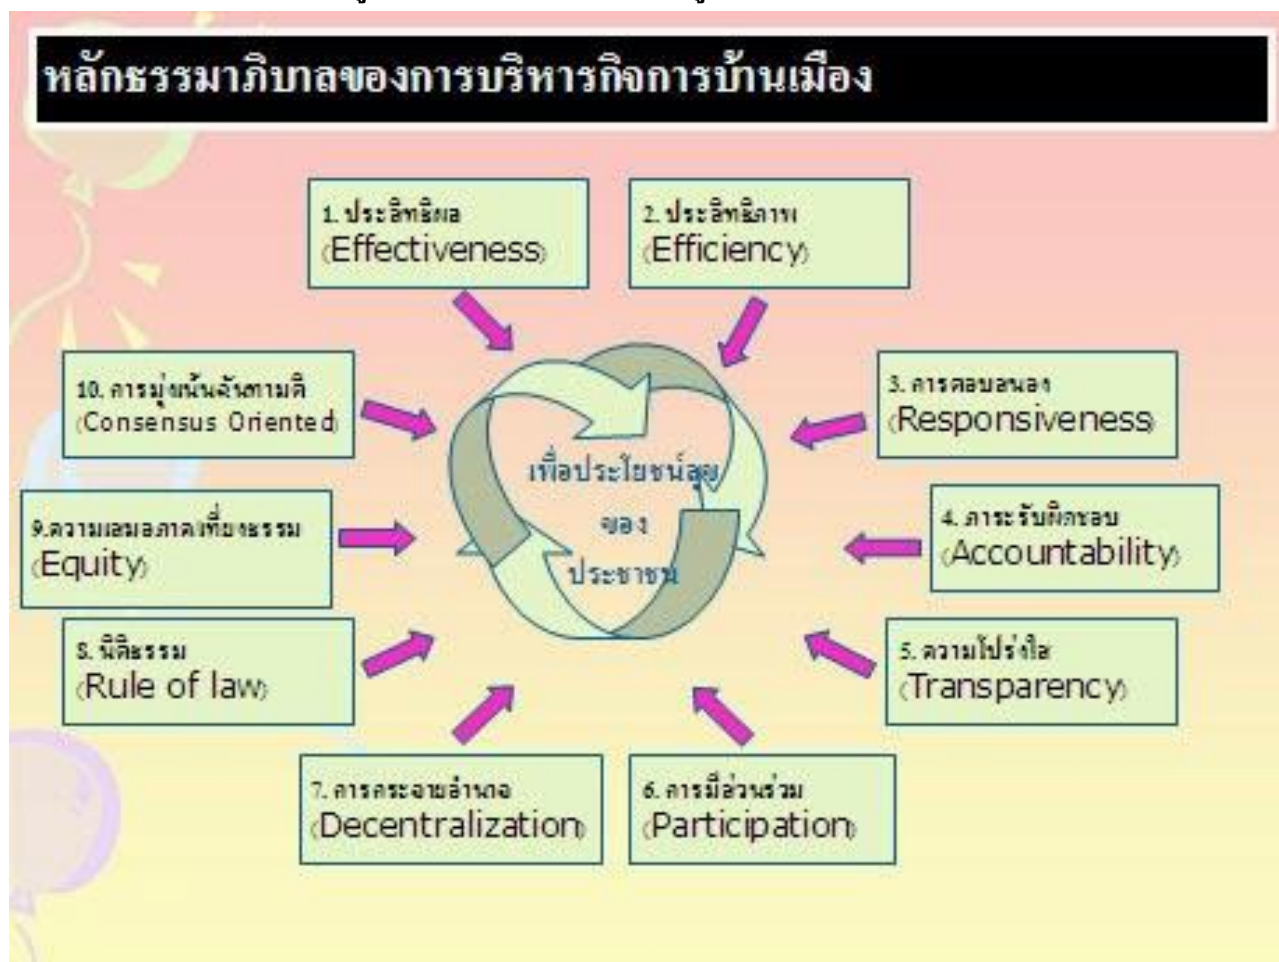 หลักธรรมาภิบาลของการบริหารกิจการบ้านเมือง
1. ประสิทธิผล
(Effectiveness)
2. ประสิทธิภาพ
(Efficiency)
3. การตอบสนอง
(Responsiveness)
4. ภาระรับผิดชอบ
(Accountability)
5. ความโปร่งใส
(Transparency)
6. การมีส่วนร่วม
(Participation)
7. การกระจายอำนาจ
(Decentralization)
8. นิติธรรม
(Rule of law)
9.ความเสมอภาค/เที่ยงธรรม
(Equity)
10. การมุ่งเน้นฉันทามติ
(Consensus Oriented)
เพื่อประโยชน์สุข
ของ
ประชาชน